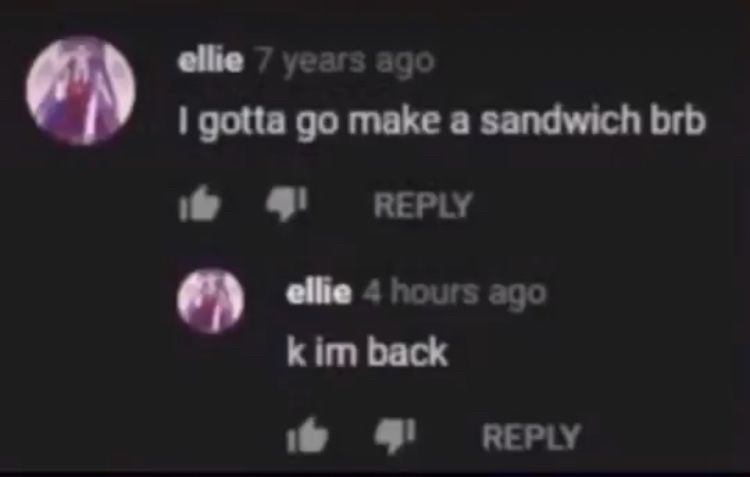 ellie 7 years ago
I gotta go make a sandwich brb
REPLY
ellie 4 hours ago
k im back
REPLY